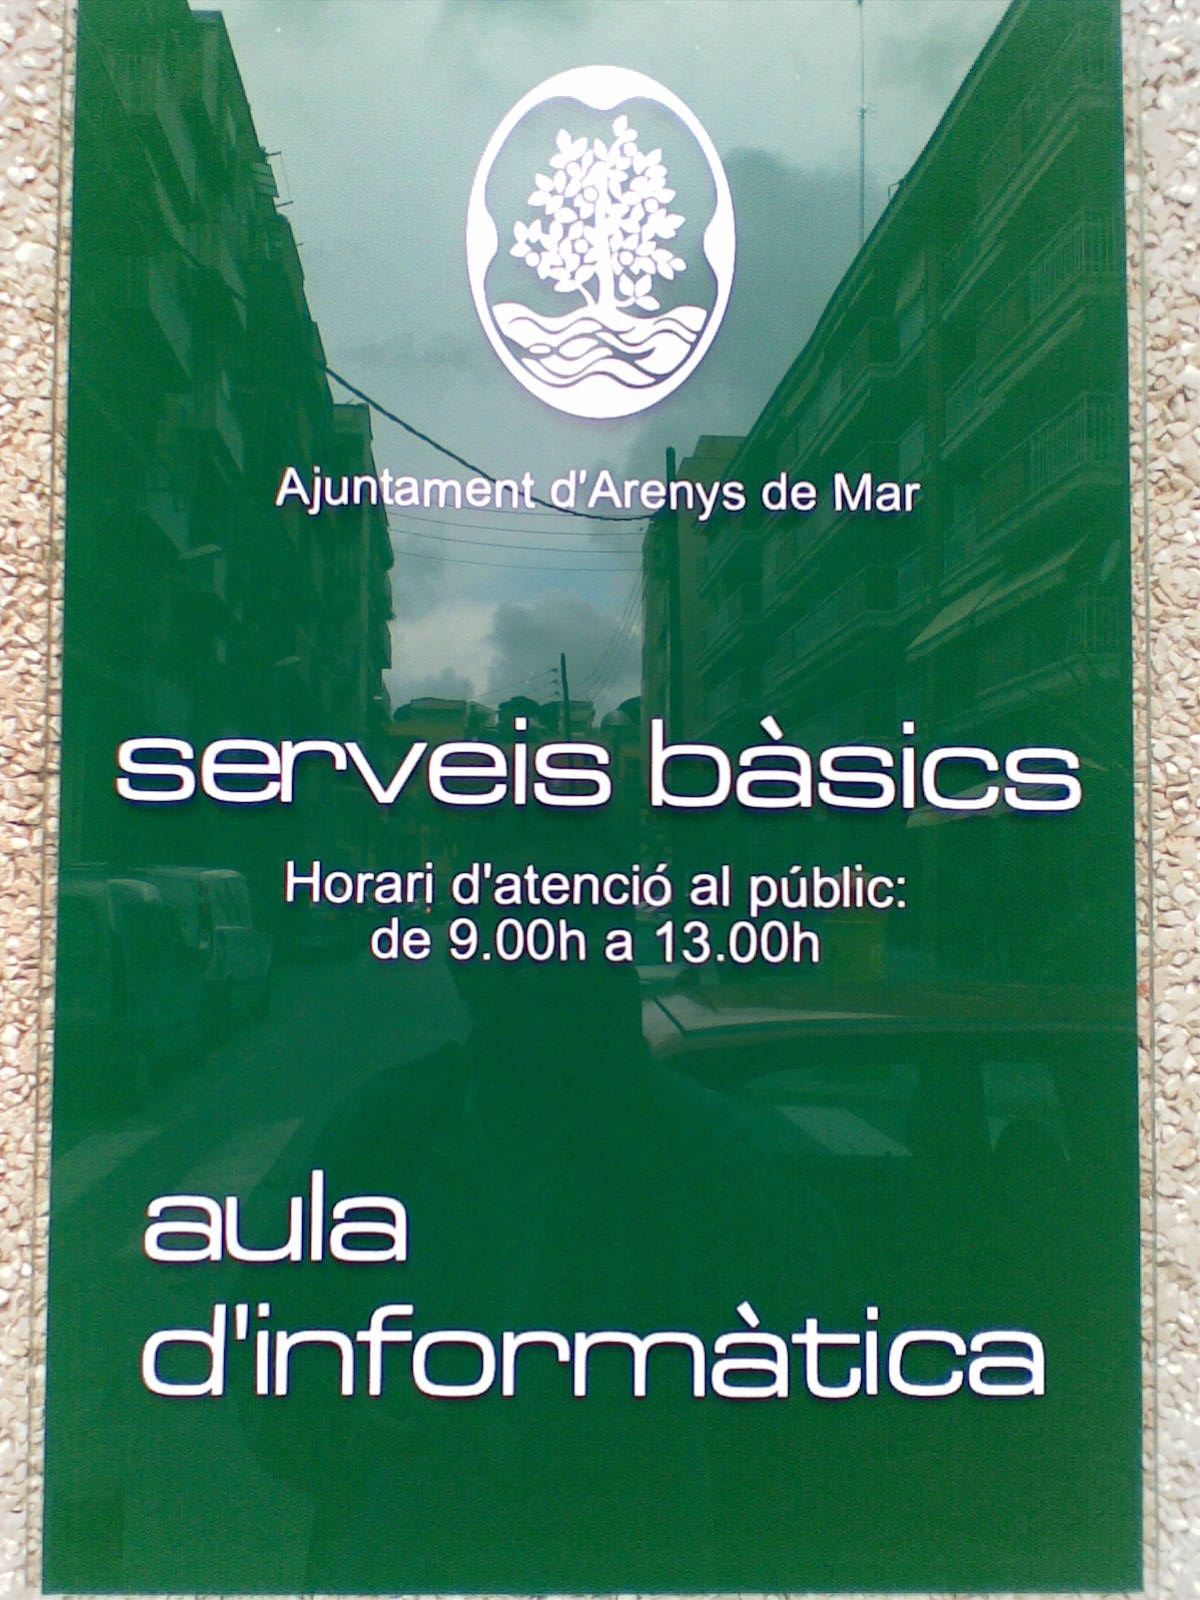 Ajuntament d'Arenys de Mar
serveis bàsics
Horari d'atenció al públic:
de 9.00h a 13.00h
aula
d'informàtica